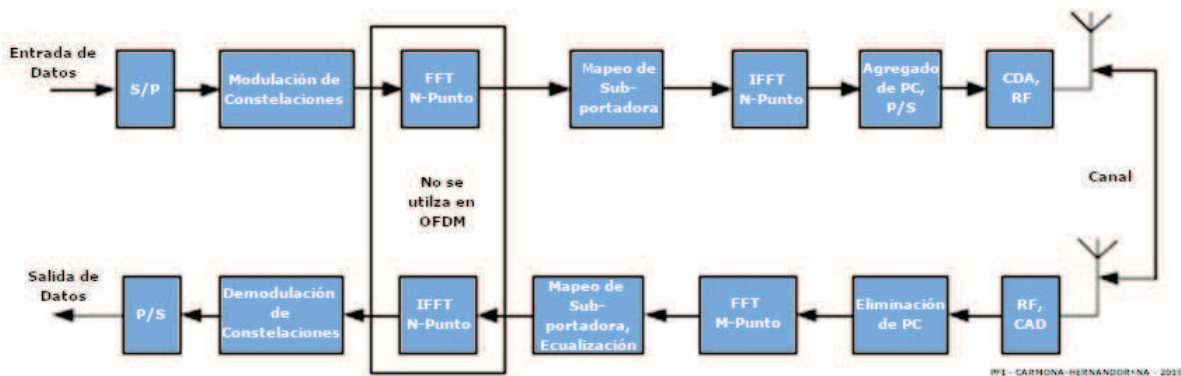 Entrada de
Datos
S/P
Modulación de
Constelaciones
FFT
N-Punto
Mapeo de
Sub-
portadora
IFFT
N-Punto
Agregado
de PC,
P/S
CDA,
RF
No se
utilza en
OFDM
Canal
Salida de
Datos
P/S
Demodulación
de
Constelaciones
IFFT
N-Punto
Mapeo de
Sub-
portadora,
Ecualización
FFT
M-Punto
Eliminación
de PC
RF,
CAD